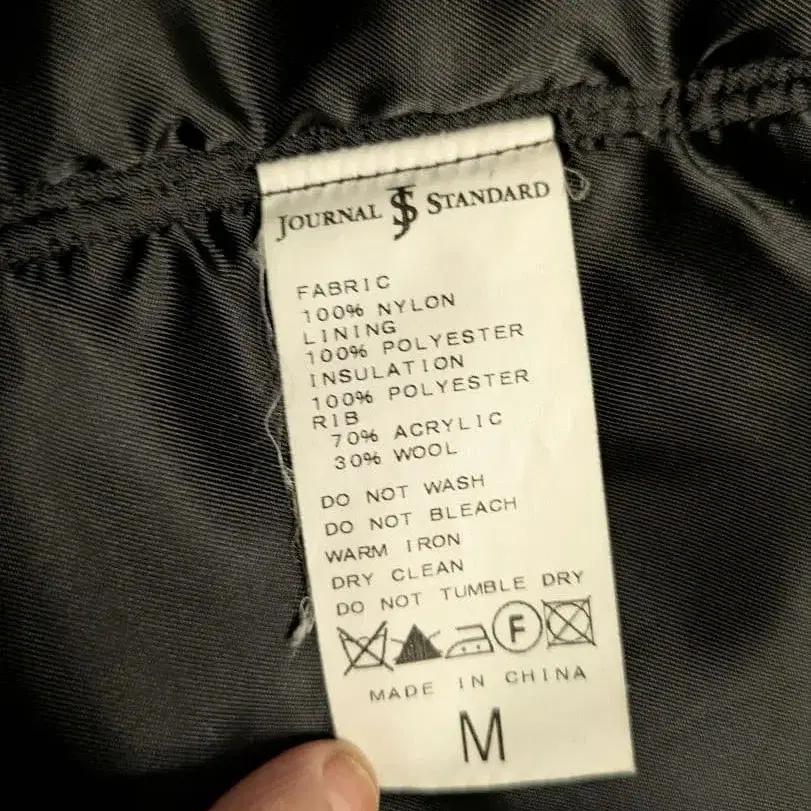 JOURNAL JS STANDARD
FABRIC
100% NYLON
LINING
100% POLYESTER
INSULATION
100% POLYESTER
RIB
70% ACRYLIC
30% WOOL
DO NOT WASH
DO NOT BLEACH
WARM IRON
DRY CLEAN
DO NOT TUMBLE DRY
F
MADE IN CHINA
M